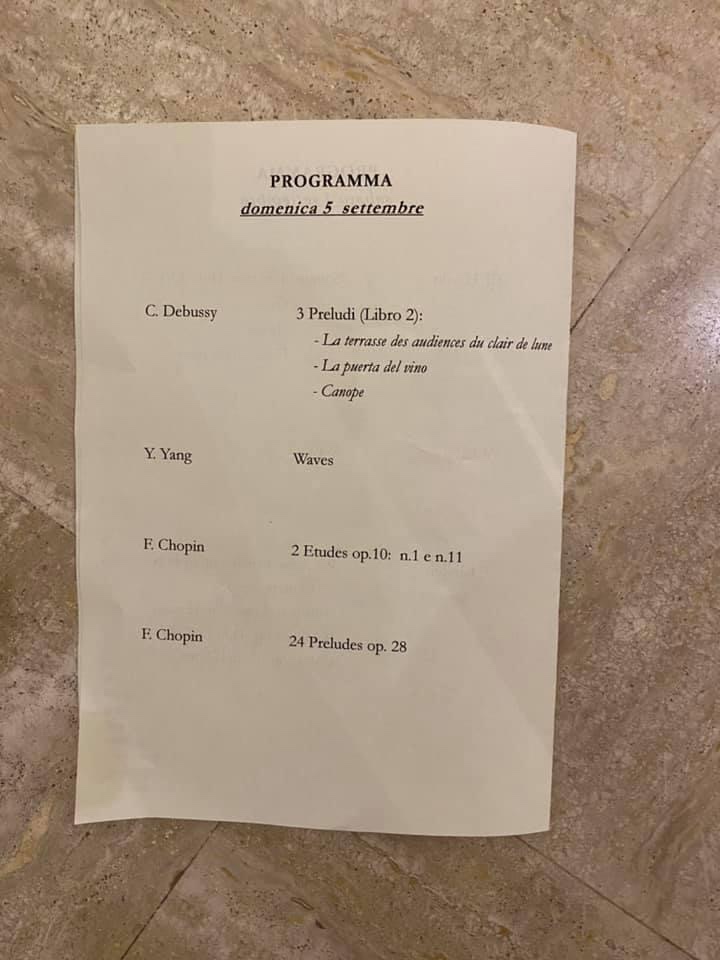 PROGRAMMA
domenica 5 settembre
C. Debussy 3 Preludi (Libro 2):
- La terrasse des audiences du clair de lune
- La puerta del vino
- Canope
Y. Yang Waves
F. Chopin 2 Etudes op.10: n.1 e n.11
F. Chopin 24 Preludes op. 28